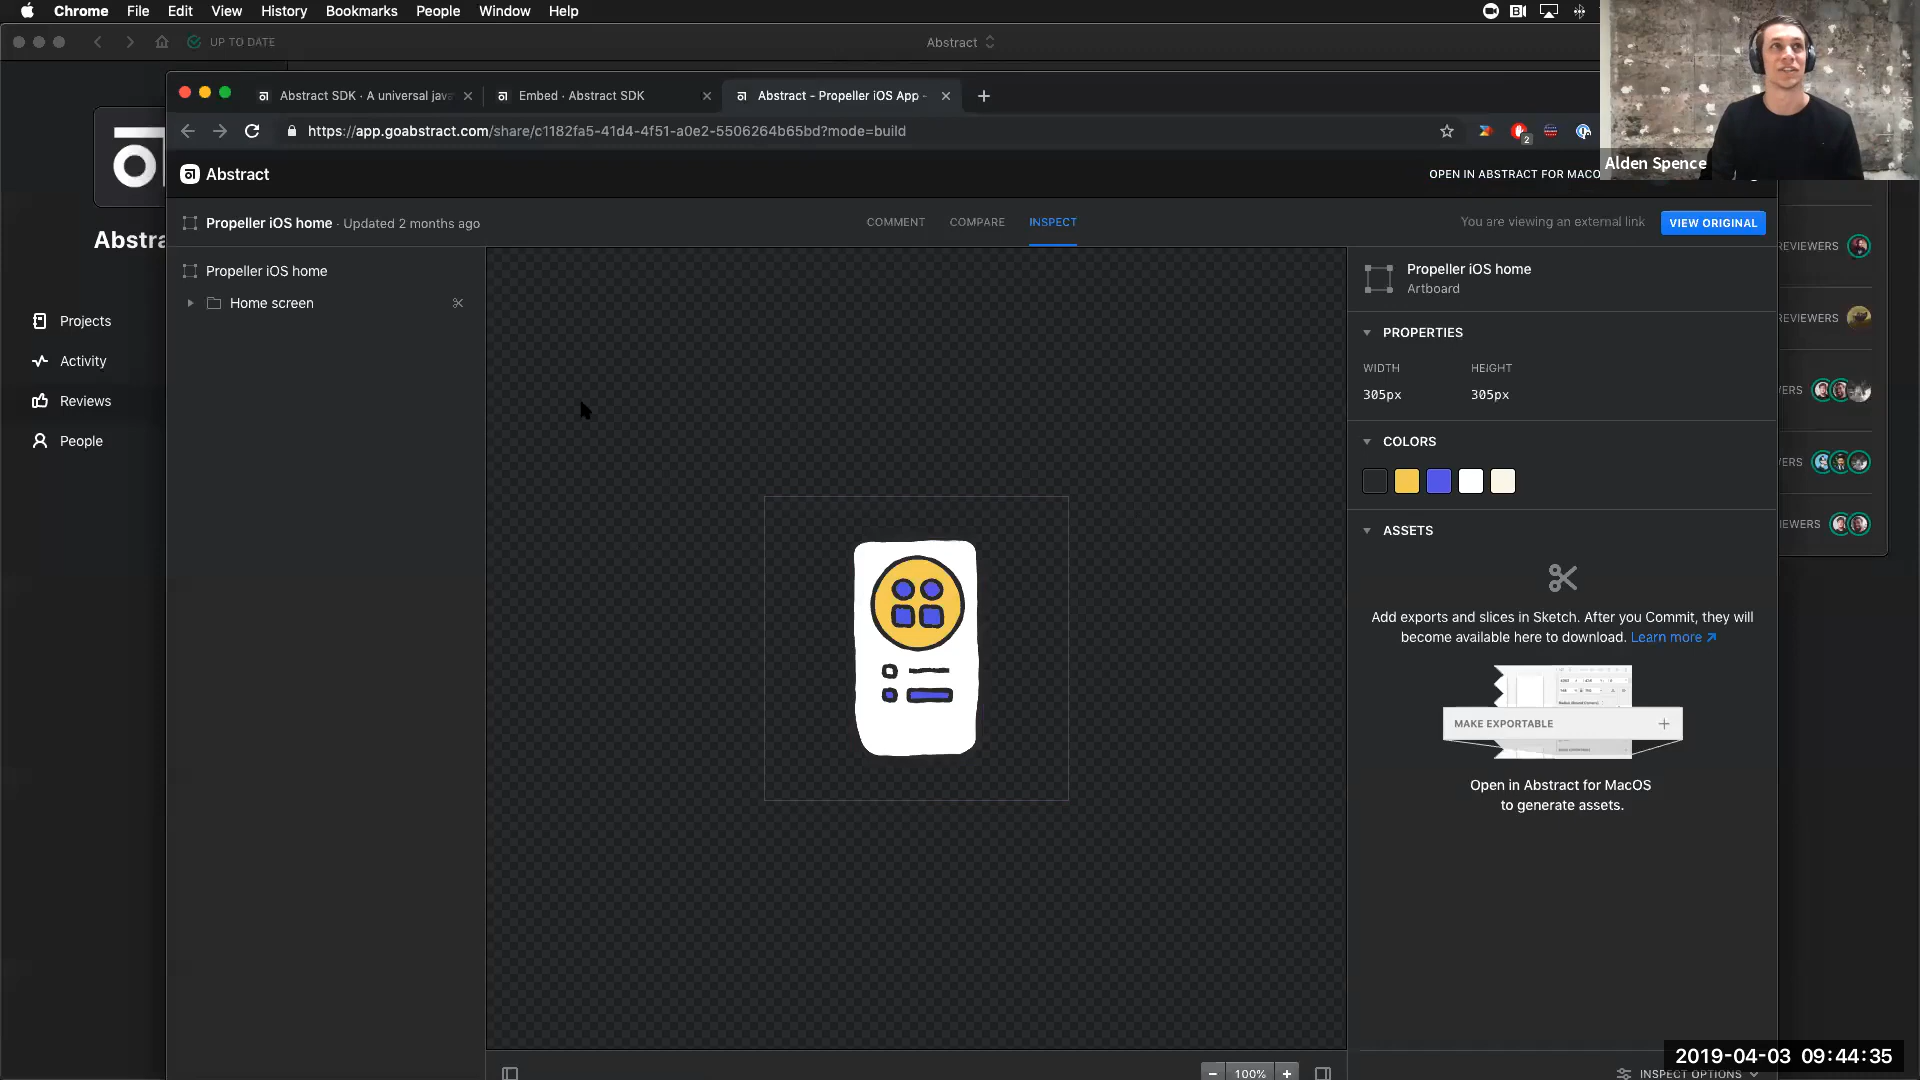 Chrome File Edit View History Bookmarks People Window Help
UP TO DATE
Abstract
Abstract SDK · A universal java
Embed · Abstract SDK
Abstract - Propeller iOS App -
https://app.goabstract.com/share/c1182fa5-41d4-4f51-a0e2-5506264b65bd?mode=build
2
Alden Spence
Abstract
OPEN IN ABSTRACT FOR MACO
Propeller iOS home · Updated 2 months ago
COMMENT COMPARE INSPECT
You are viewing an external link
VIEW ORIGINAL
Abstra
Projects
Activity
Reviews
People
Propeller iOS home
Home screen
Propeller iOS home
Artboard
PROPERTIES
WIDTH HEIGHT
305px 305px
COLORS
ASSETS
Add exports and slices in Sketch. After you Commit, they will
become available here to download. Learn more
MAKE EXPORTABLE
Open in Abstract for MacOS
to generate assets.
REVIEWERS
REVIEWERS
ERS
ERS
IEWERS
100%
INSPECT OPTIONS
2019-04-03 09:44:35